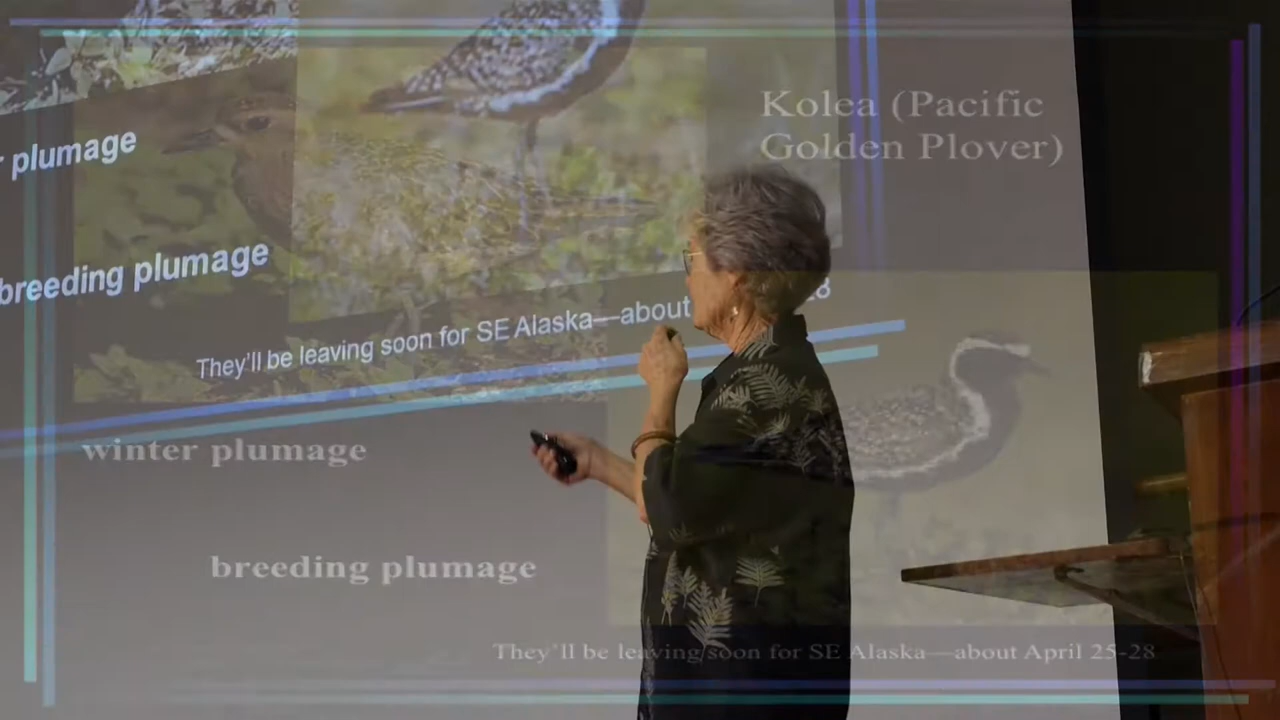 Kolea (Pacific
Golden Plover)
r plumage
breeding plumage
They'll be leaving soon for SE Alaska—about
28
winter plumage
breeding plumage
They'll be leaving soon for SE Alaska—about April 25-28